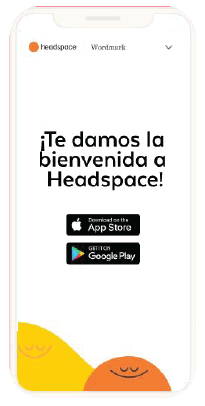 headspace Wordmark
¡Te damos la
bienvenida a
Headspace!
Download on the
App Store
GET IT ON
Google Play